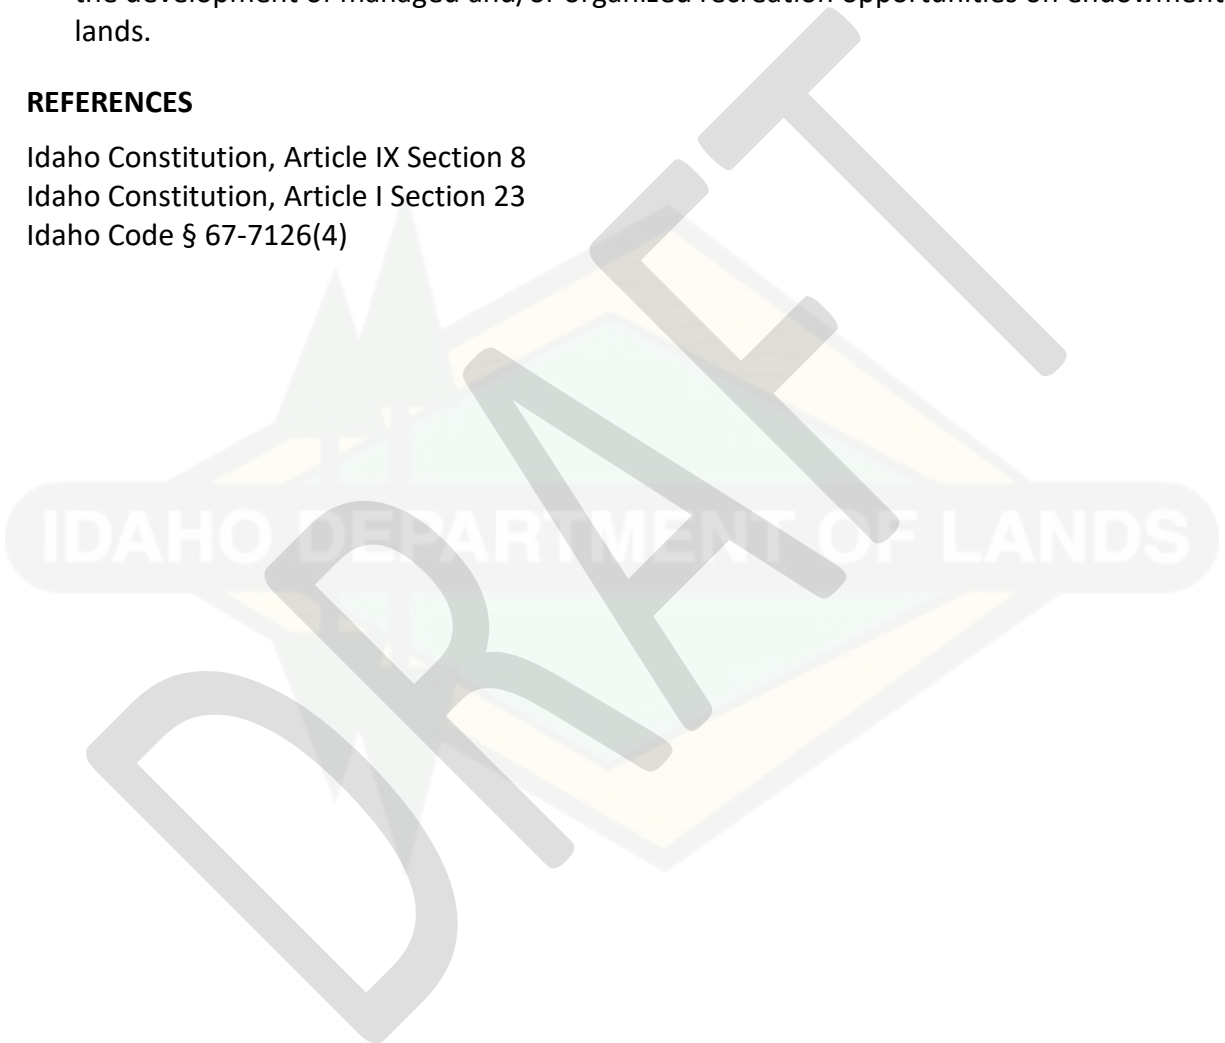 the development of managed and/or organized recreation opportunities on endowment
lands.
REFERENCES
Idaho Constitution, Article IX Section 8
Idaho Constitution, Article I Section 23
Idaho Code § 67-7126(4)
IDAHO DEPARTMENT OF LANDS
DRAFT